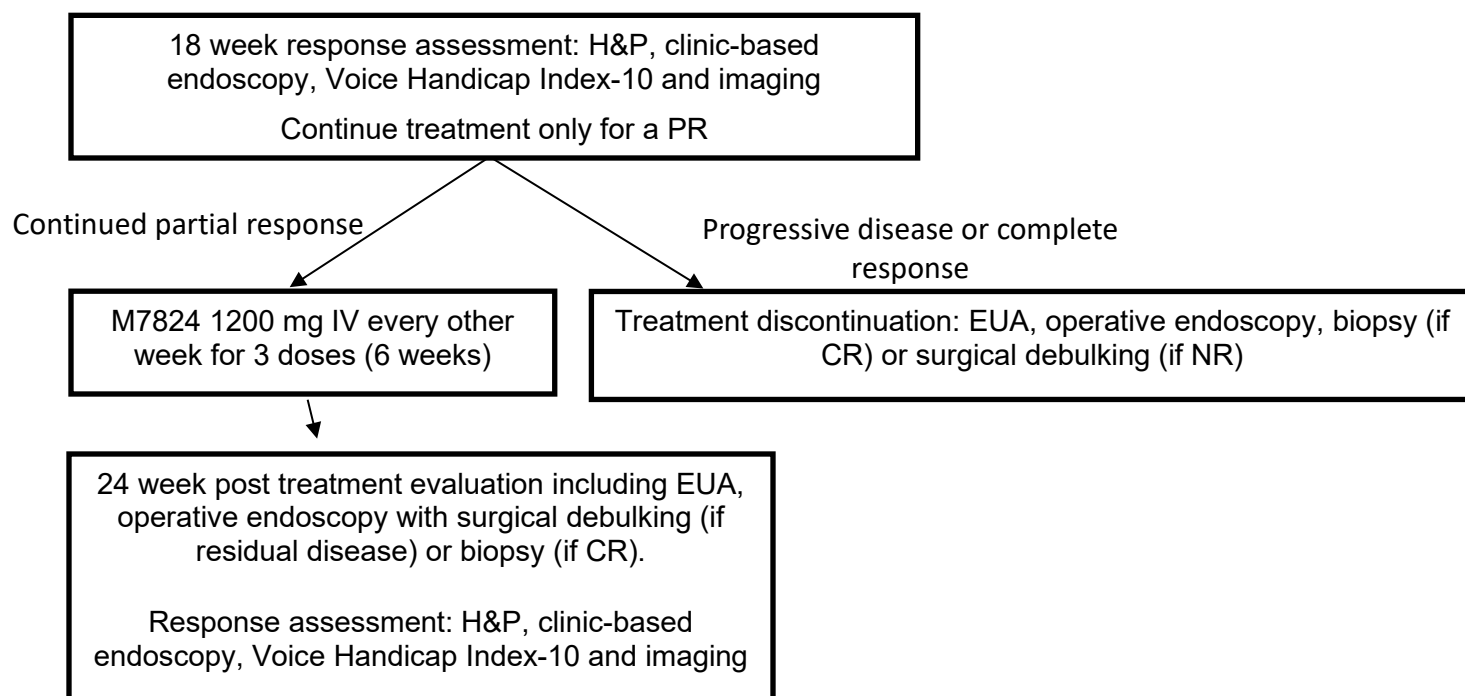 18 week response assessment: H&P, clinic-based
endoscopy, Voice Handicap Index-10 and imaging
Continue treatment only for a PR
Continued partial response
Progressive disease or complete
response
M7824 1200 mg IV every other
week for 3 doses (6 weeks)
Treatment discontinuation: EUA, operative endoscopy, biopsy (if
CR) or surgical debulking (if NR)
24 week post treatment evaluation including EUA,
operative endoscopy with surgical debulking (if
residual disease) or biopsy (if CR).
Response assessment: H&P, clinic-based
endoscopy, Voice Handicap Index-10 and imaging